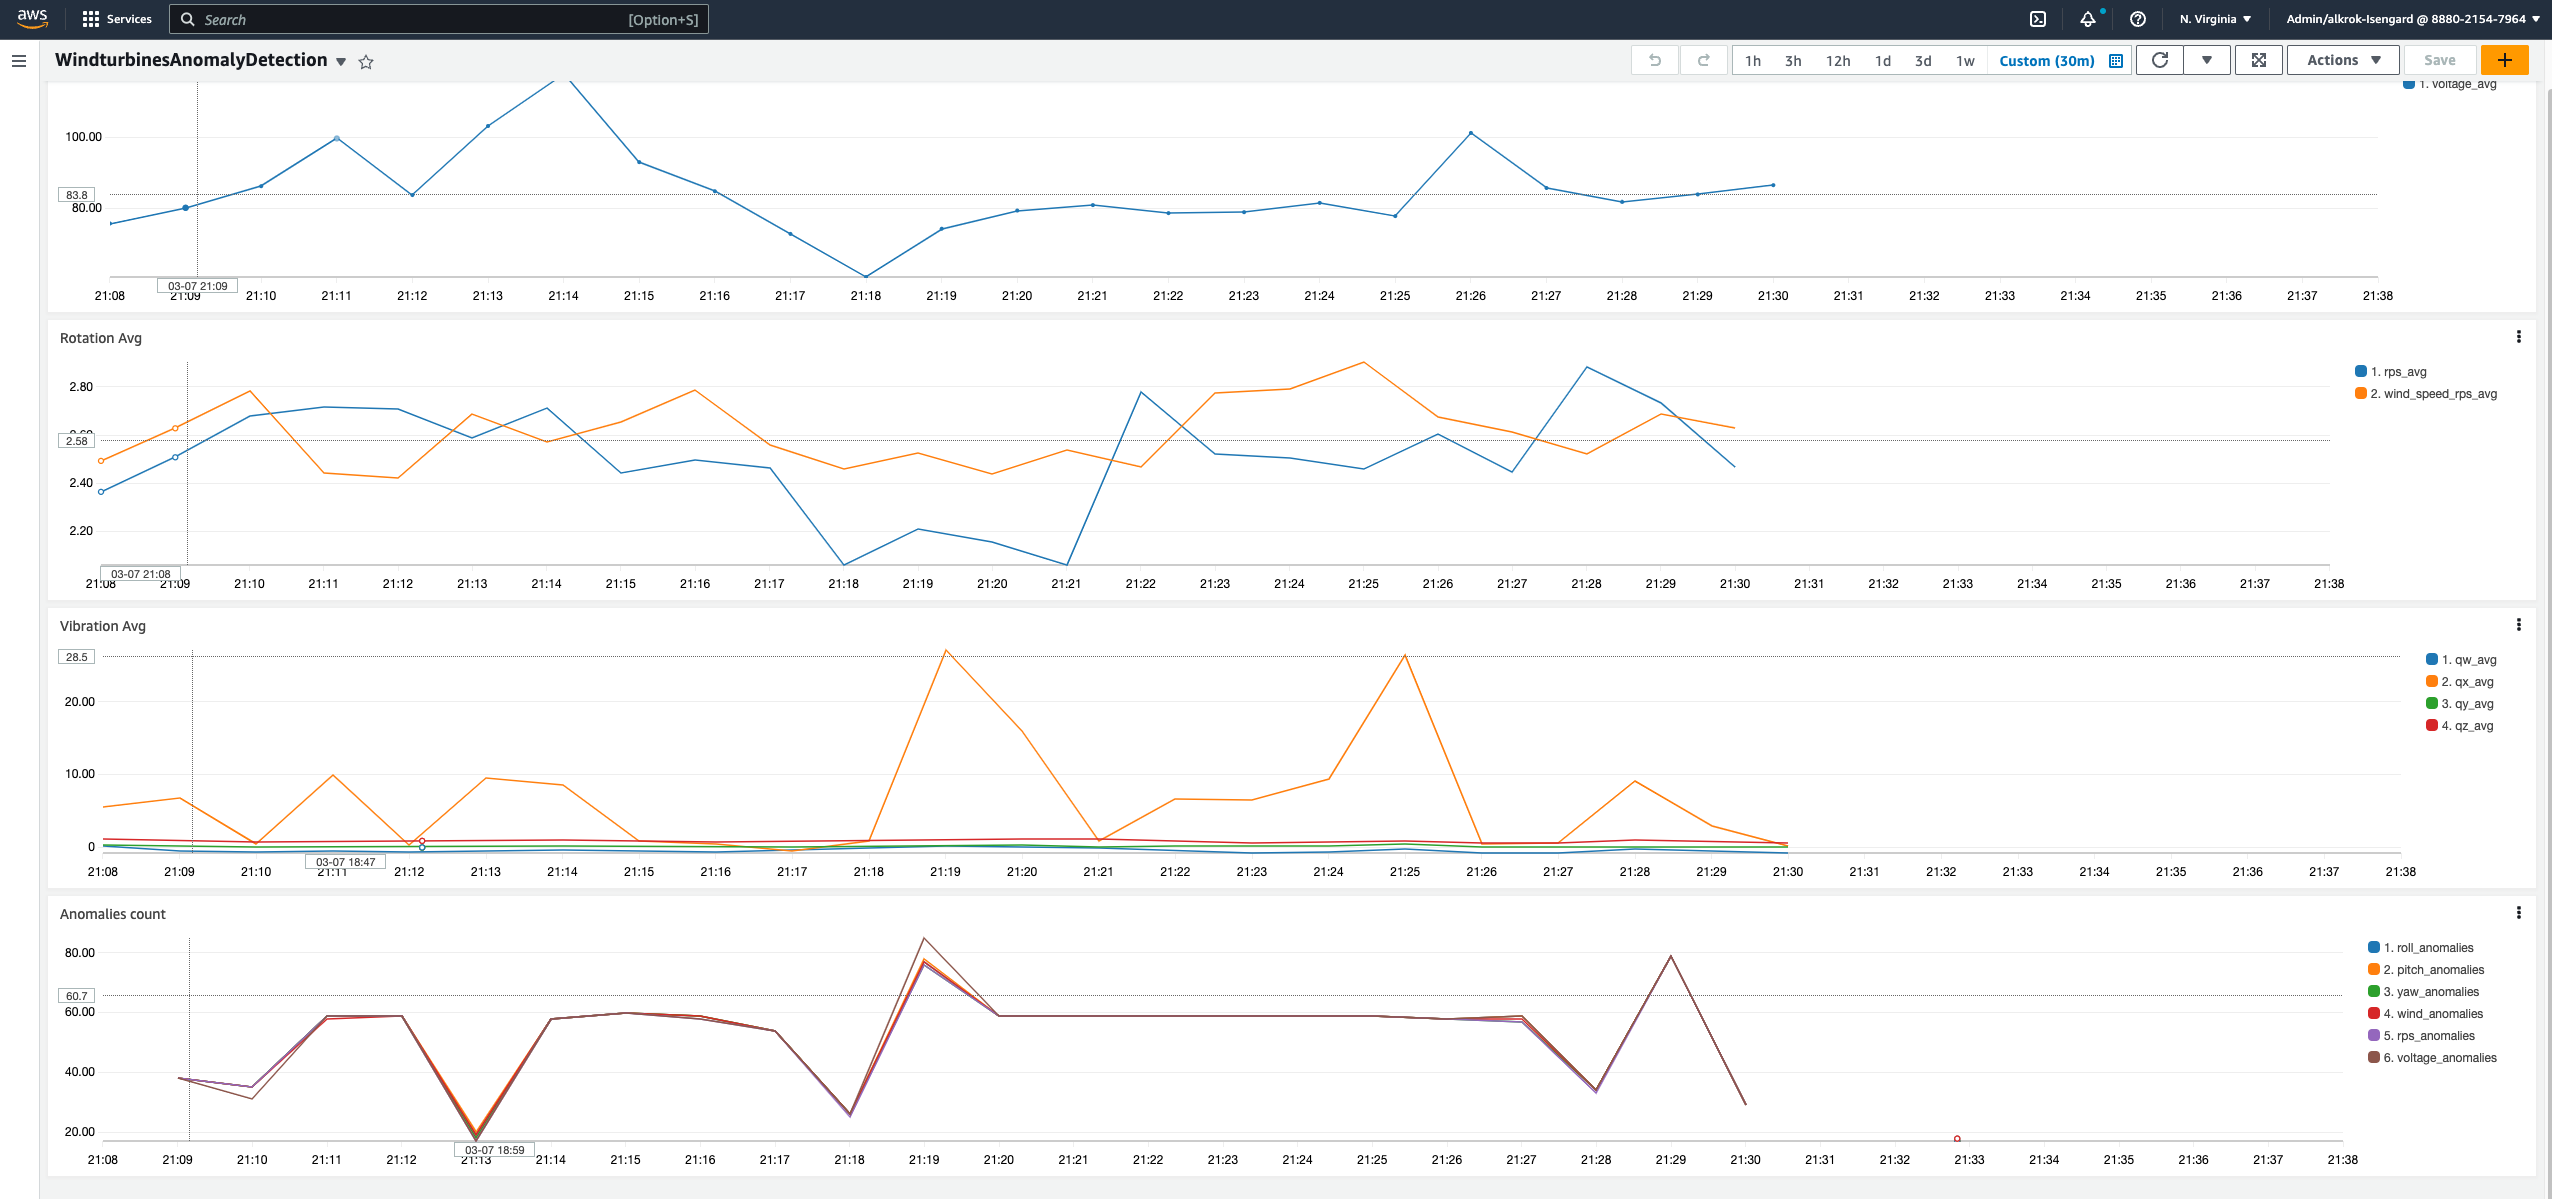 aws Services Search [Option+S] N. Virginia Admin/alkrok-Isengard @ 8880-2154-7964
WindturbinesAnomalyDetection 1h 3h 12h 1d 3d 1w Custom (30m) Actions Save
1. voltage_avg
100.00
83.8
80.00
03-07 21:09
21:08 21:09 21:10 21:11 21:12 21:13 21:14 21:15 21:16 21:17 21:18 21:19 21:20 21:21 21:22 21:23 21:24 21:25 21:26 21:27 21:28 21:29 21:30 21:31 21:32 21:33 21:34 21:35 21:36 21:37 21:38
Rotation Avg
1. rps_avg
2. wind_speed_rps_avg
2.80
2.60
2.58
2.40
2.20
03-07 21:08
21:08 21:09 21:10 21:11 21:12 21:13 21:14 21:15 21:16 21:17 21:18 21:19 21:20 21:21 21:22 21:23 21:24 21:25 21:26 21:27 21:28 21:29 21:30 21:31 21:32 21:33 21:34 21:35 21:36 21:37 21:38
Vibration Avg
28.5
1. qw_avg
2. qx_avg
3. qy_avg
4. qz_avg
20.00
10.00
0
03-07 18:47
21:08 21:09 21:10 21:11 21:12 21:13 21:14 21:15 21:16 21:17 21:18 21:19 21:20 21:21 21:22 21:23 21:24 21:25 21:26 21:27 21:28 21:29 21:30 21:31 21:32 21:33 21:34 21:35 21:36 21:37 21:38
Anomalies count
80.00
60.7
60.00
40.00
20.00
1. roll_anomalies
2. pitch_anomalies
3. yaw_anomalies
4. wind_anomalies
5. rps_anomalies
6. voltage_anomalies
03-07 18:59
21:08 21:09 21:10 21:11 21:12 21:13 21:14 21:15 21:16 21:17 21:18 21:19 21:20 21:21 21:22 21:23 21:24 21:25 21:26 21:27 21:28 21:29 21:30 21:31 21:32 21:33 21:34 21:35 21:36 21:37 21:38